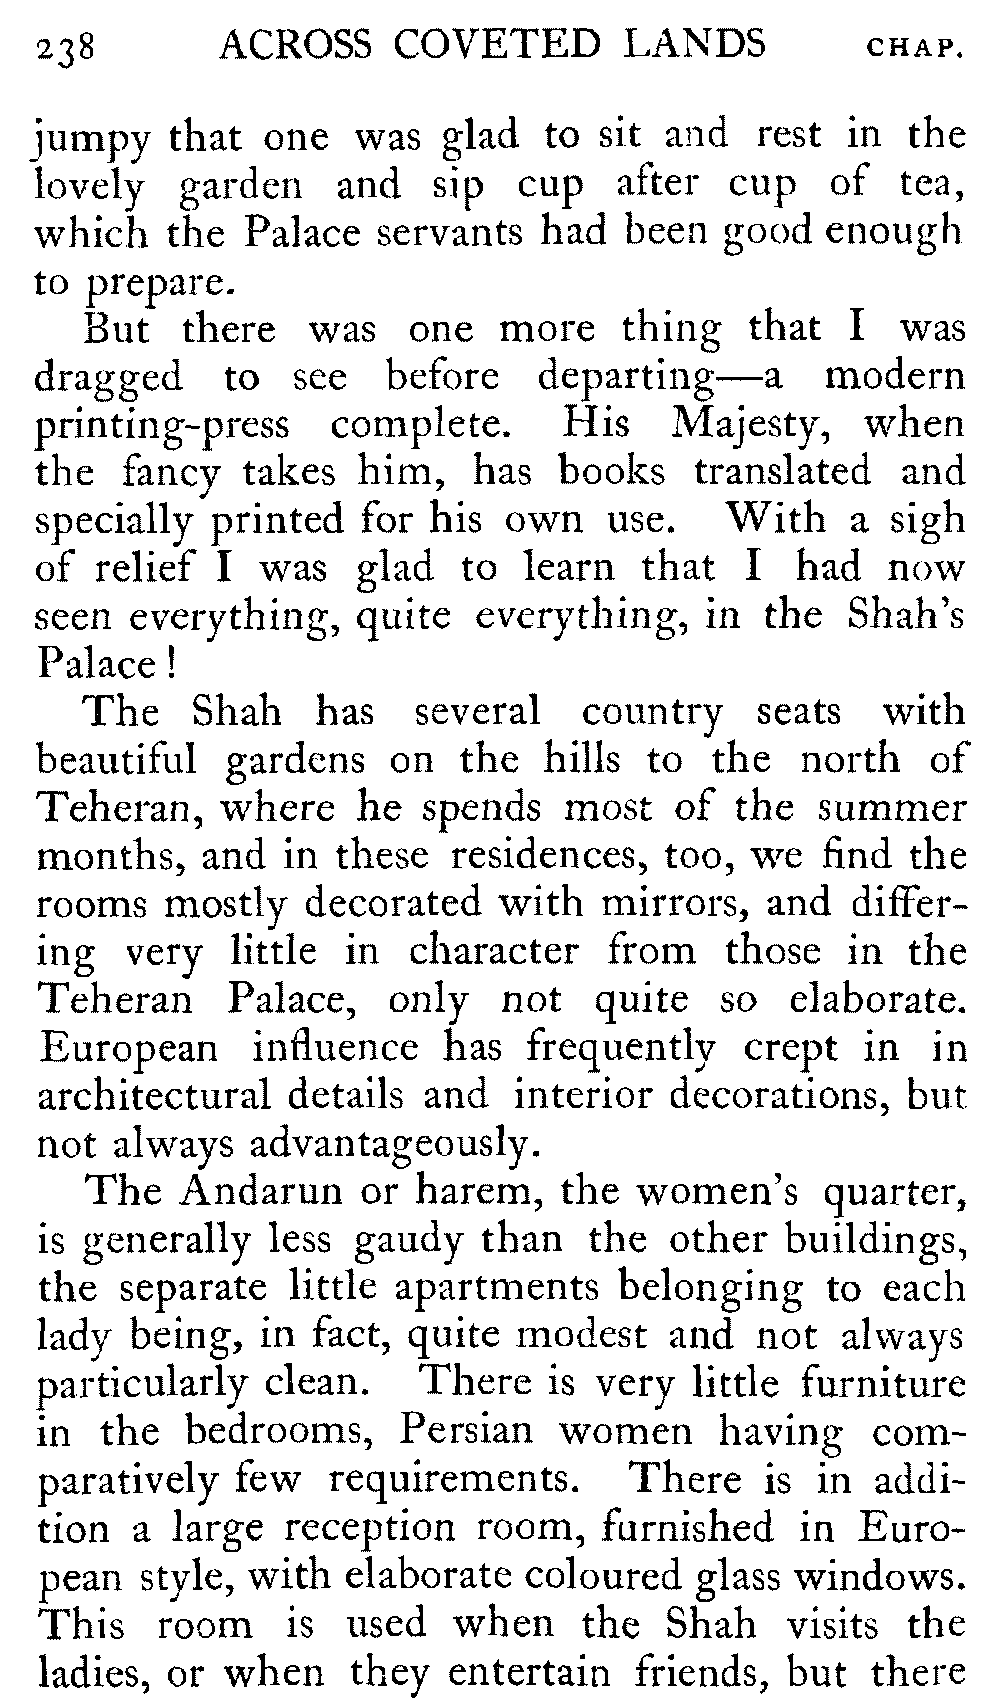 238 ACROSS COVETED LANDS CHAP.
jumpy that one was glad to sit and rest in the
lovely garden and sip cup after cup of tea,
which the Palace servants had been good enough
to prepare.
But there was one more thing that I was
dragged to see before departing—a modern
printing-press complete. His Majesty, when
the fancy takes him, has books translated and
specially printed for his own use. With a sigh
of relief I was glad to learn that I had now
seen everything, quite everything, in the Shah's
Palace !
The Shah has several country seats with
beautiful gardens on the hills to the north of
Teheran, where he spends most of the summer
months, and in these residences, too, we find the
rooms mostly decorated with mirrors, and differ-
ing very little in character from those in the
Teheran Palace, only not quite so elaborate.
European influence has frequently crept in in
architectural details and interior decorations, but
not always advantageously.
The Andarun or harem, the women's quarter,
is generally less gaudy than the other buildings,
the separate little apartments belonging to each
lady being, in fact, quite modest and not always
particularly clean. There is very little furniture
in the bedrooms, Persian women having com-
paratively few requirements. There is in addi-
tion a large reception room, furnished in Euro-
pean style, with elaborate coloured glass windows.
This room is used when the Shah visits the
ladies, or when they entertain friends, but there